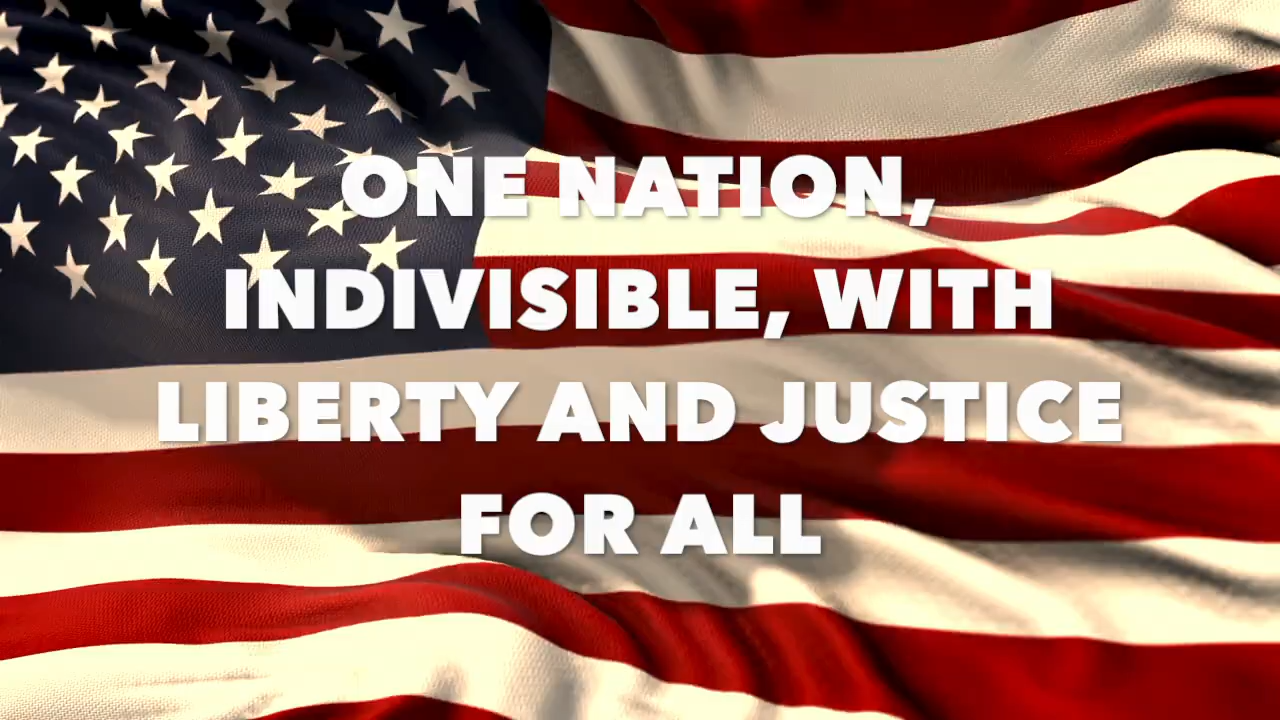 ONE NATION,
INDIVISIBLE, WITH
LIBERTY AND JUSTICE
FOR ALL